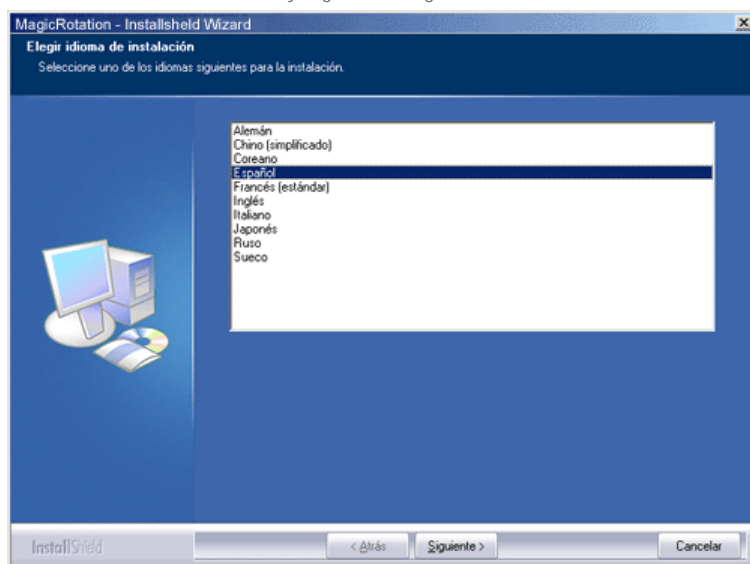 MagicRotation - Installsheld Wizard
Elegir idioma de instalación
Seleccione uno de los idiomas siguientes para la instalación.
Alemán
Chino (simplificado)
Coreano
Español
Francés (estándar)
Inglés
Italiano
Japonés
Ruso
Sueco
InstallShield
< Atrás
Siguiente >
Cancelar